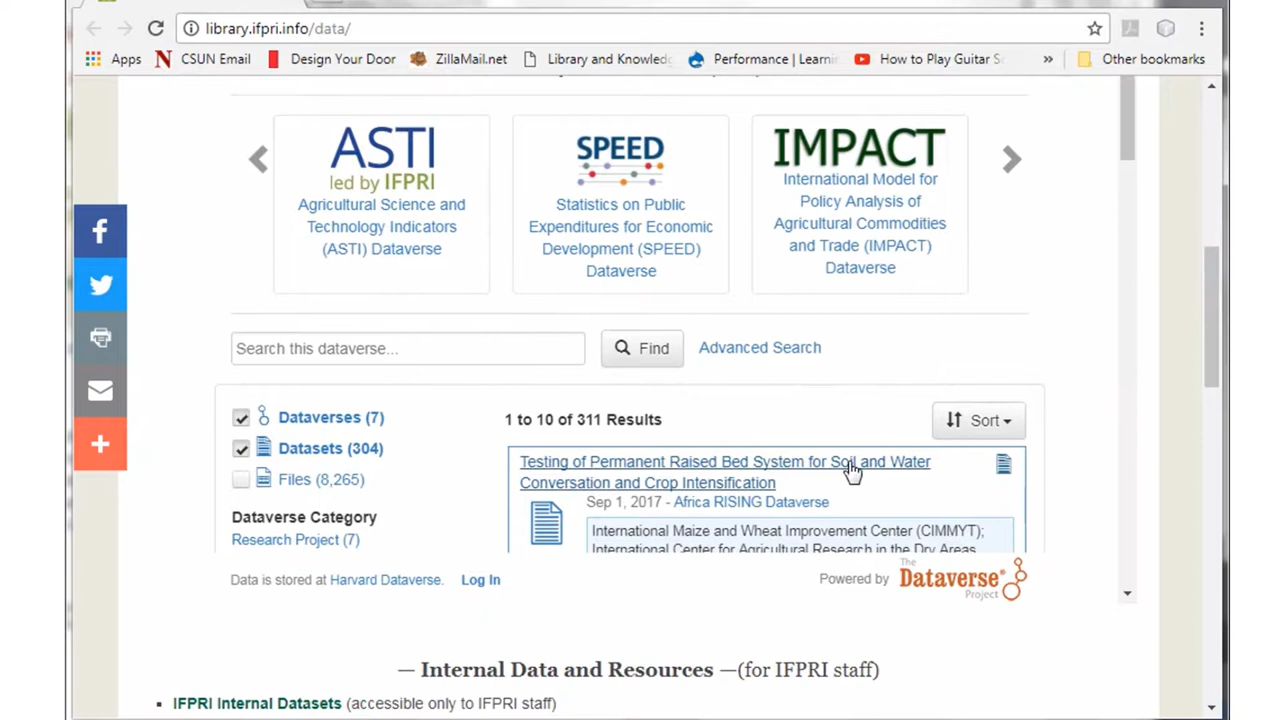 library.ifpri.info/data/
Apps
CSUN Email
Design Your Door
ZillaMail.net
Library and Knowledg
Performance | Learni
How to Play Guitar S
»
Other bookmarks
ASTI
led by IFPRI
Agricultural Science and
Technology Indicators
(ASTI) Dataverse
SPEED
Statistics on Public
Expenditures for Economic
Development (SPEED)
Dataverse
IMPACT
International Model for
Policy Analysis of
Agricultural Commodities
and Trade (IMPACT)
Dataverse
Search this dataverse...
Find
Advanced Search
Dataverses (7)
Datasets (304)
Files (8,265)
Dataverse Category
Research Project (7)
1 to 10 of 311 Results
Sort
Testing of Permanent Raised Bed System for Soil and Water
Conversation and Crop Intensification
Sep 1, 2017 - Africa RISING Dataverse
International Maize and Wheat Improvement Center (CIMMYT);
International Center for Agricultural Research in the Dry Areas
Data is stored at Harvard Dataverse.
Log In
Powered by
The
Dataverse®
Project
— Internal Data and Resources —(for IFPRI staff)
▪ IFPRI Internal Datasets (accessible only to IFPRI staff)